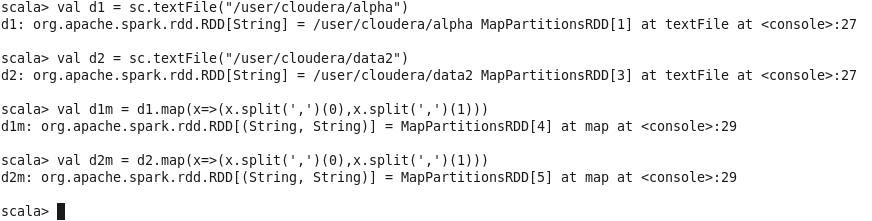 scala> val d1 = sc.textFile("/user/cloudera/alpha")
d1: org.apache.spark.rdd.RDD[String] = /user/cloudera/alpha MapPartitionsRDD[1] at textFile at <console>:27
scala> val d2 = sc.textFile("/user/cloudera/data2")
d2: org.apache.spark.rdd.RDD[String] = /user/cloudera/data2 MapPartitionsRDD[3] at textFile at <console>:27
scala> val d1m = d1.map(x=>(x.split(',')(0),x.split(',')(1)))
d1m: org.apache.spark.rdd.RDD[(String, String)] = MapPartitionsRDD[4] at map at <console>:29
scala> val d2m = d2.map(x=>(x.split(',')(0),x.split(',')(1)))
d2m: org.apache.spark.rdd.RDD[(String, String)] = MapPartitionsRDD[5] at map at <console>:29
scala>